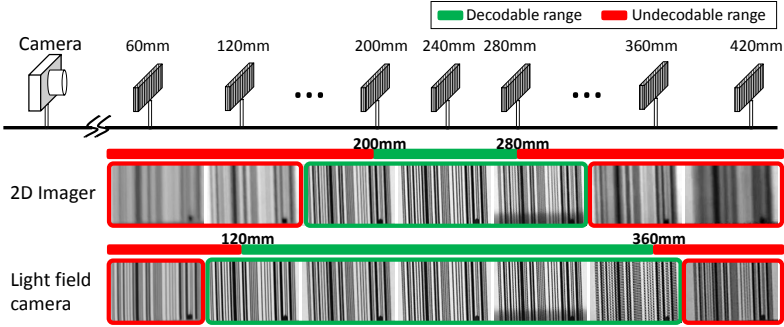 Decodable range Undecodable range
Camera
60mm 120mm 200mm 240mm 280mm 360mm 420mm
200mm 280mm
2D Imager
120mm 360mm
Light field
camera